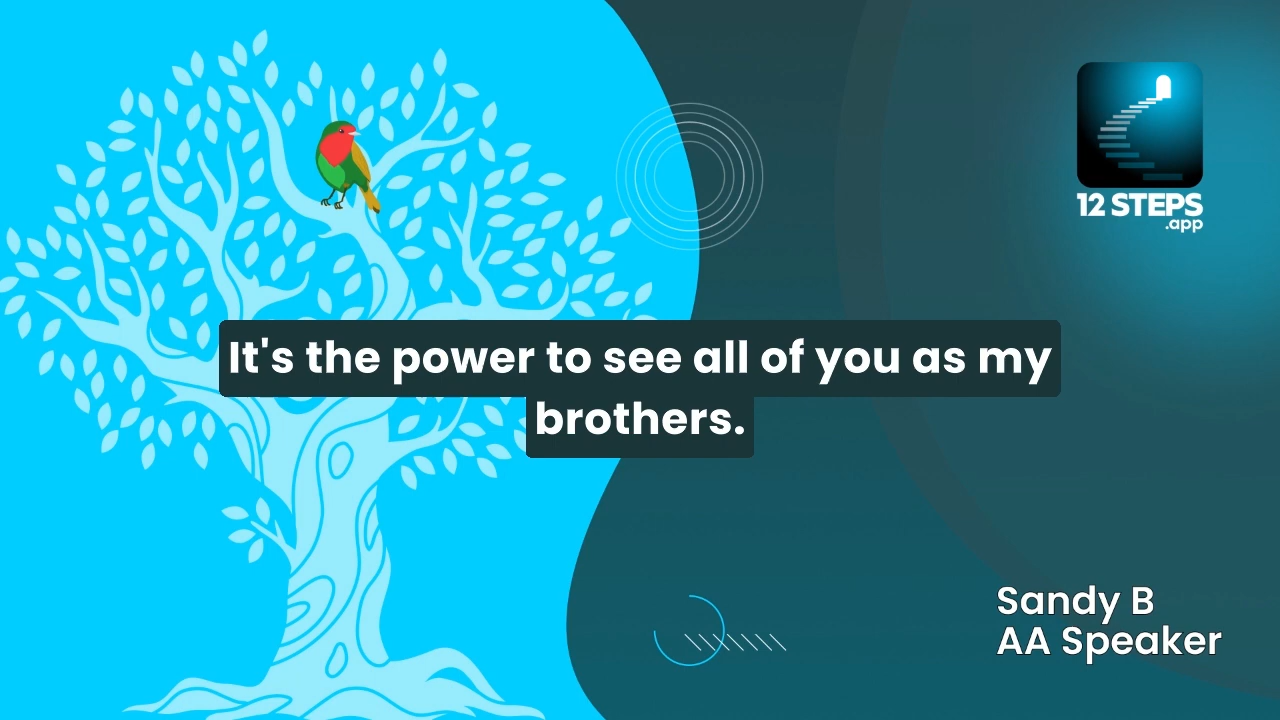 12 STEPS
.app
It's the power to see all of you as my
brothers.
Sandy B
AA Speaker